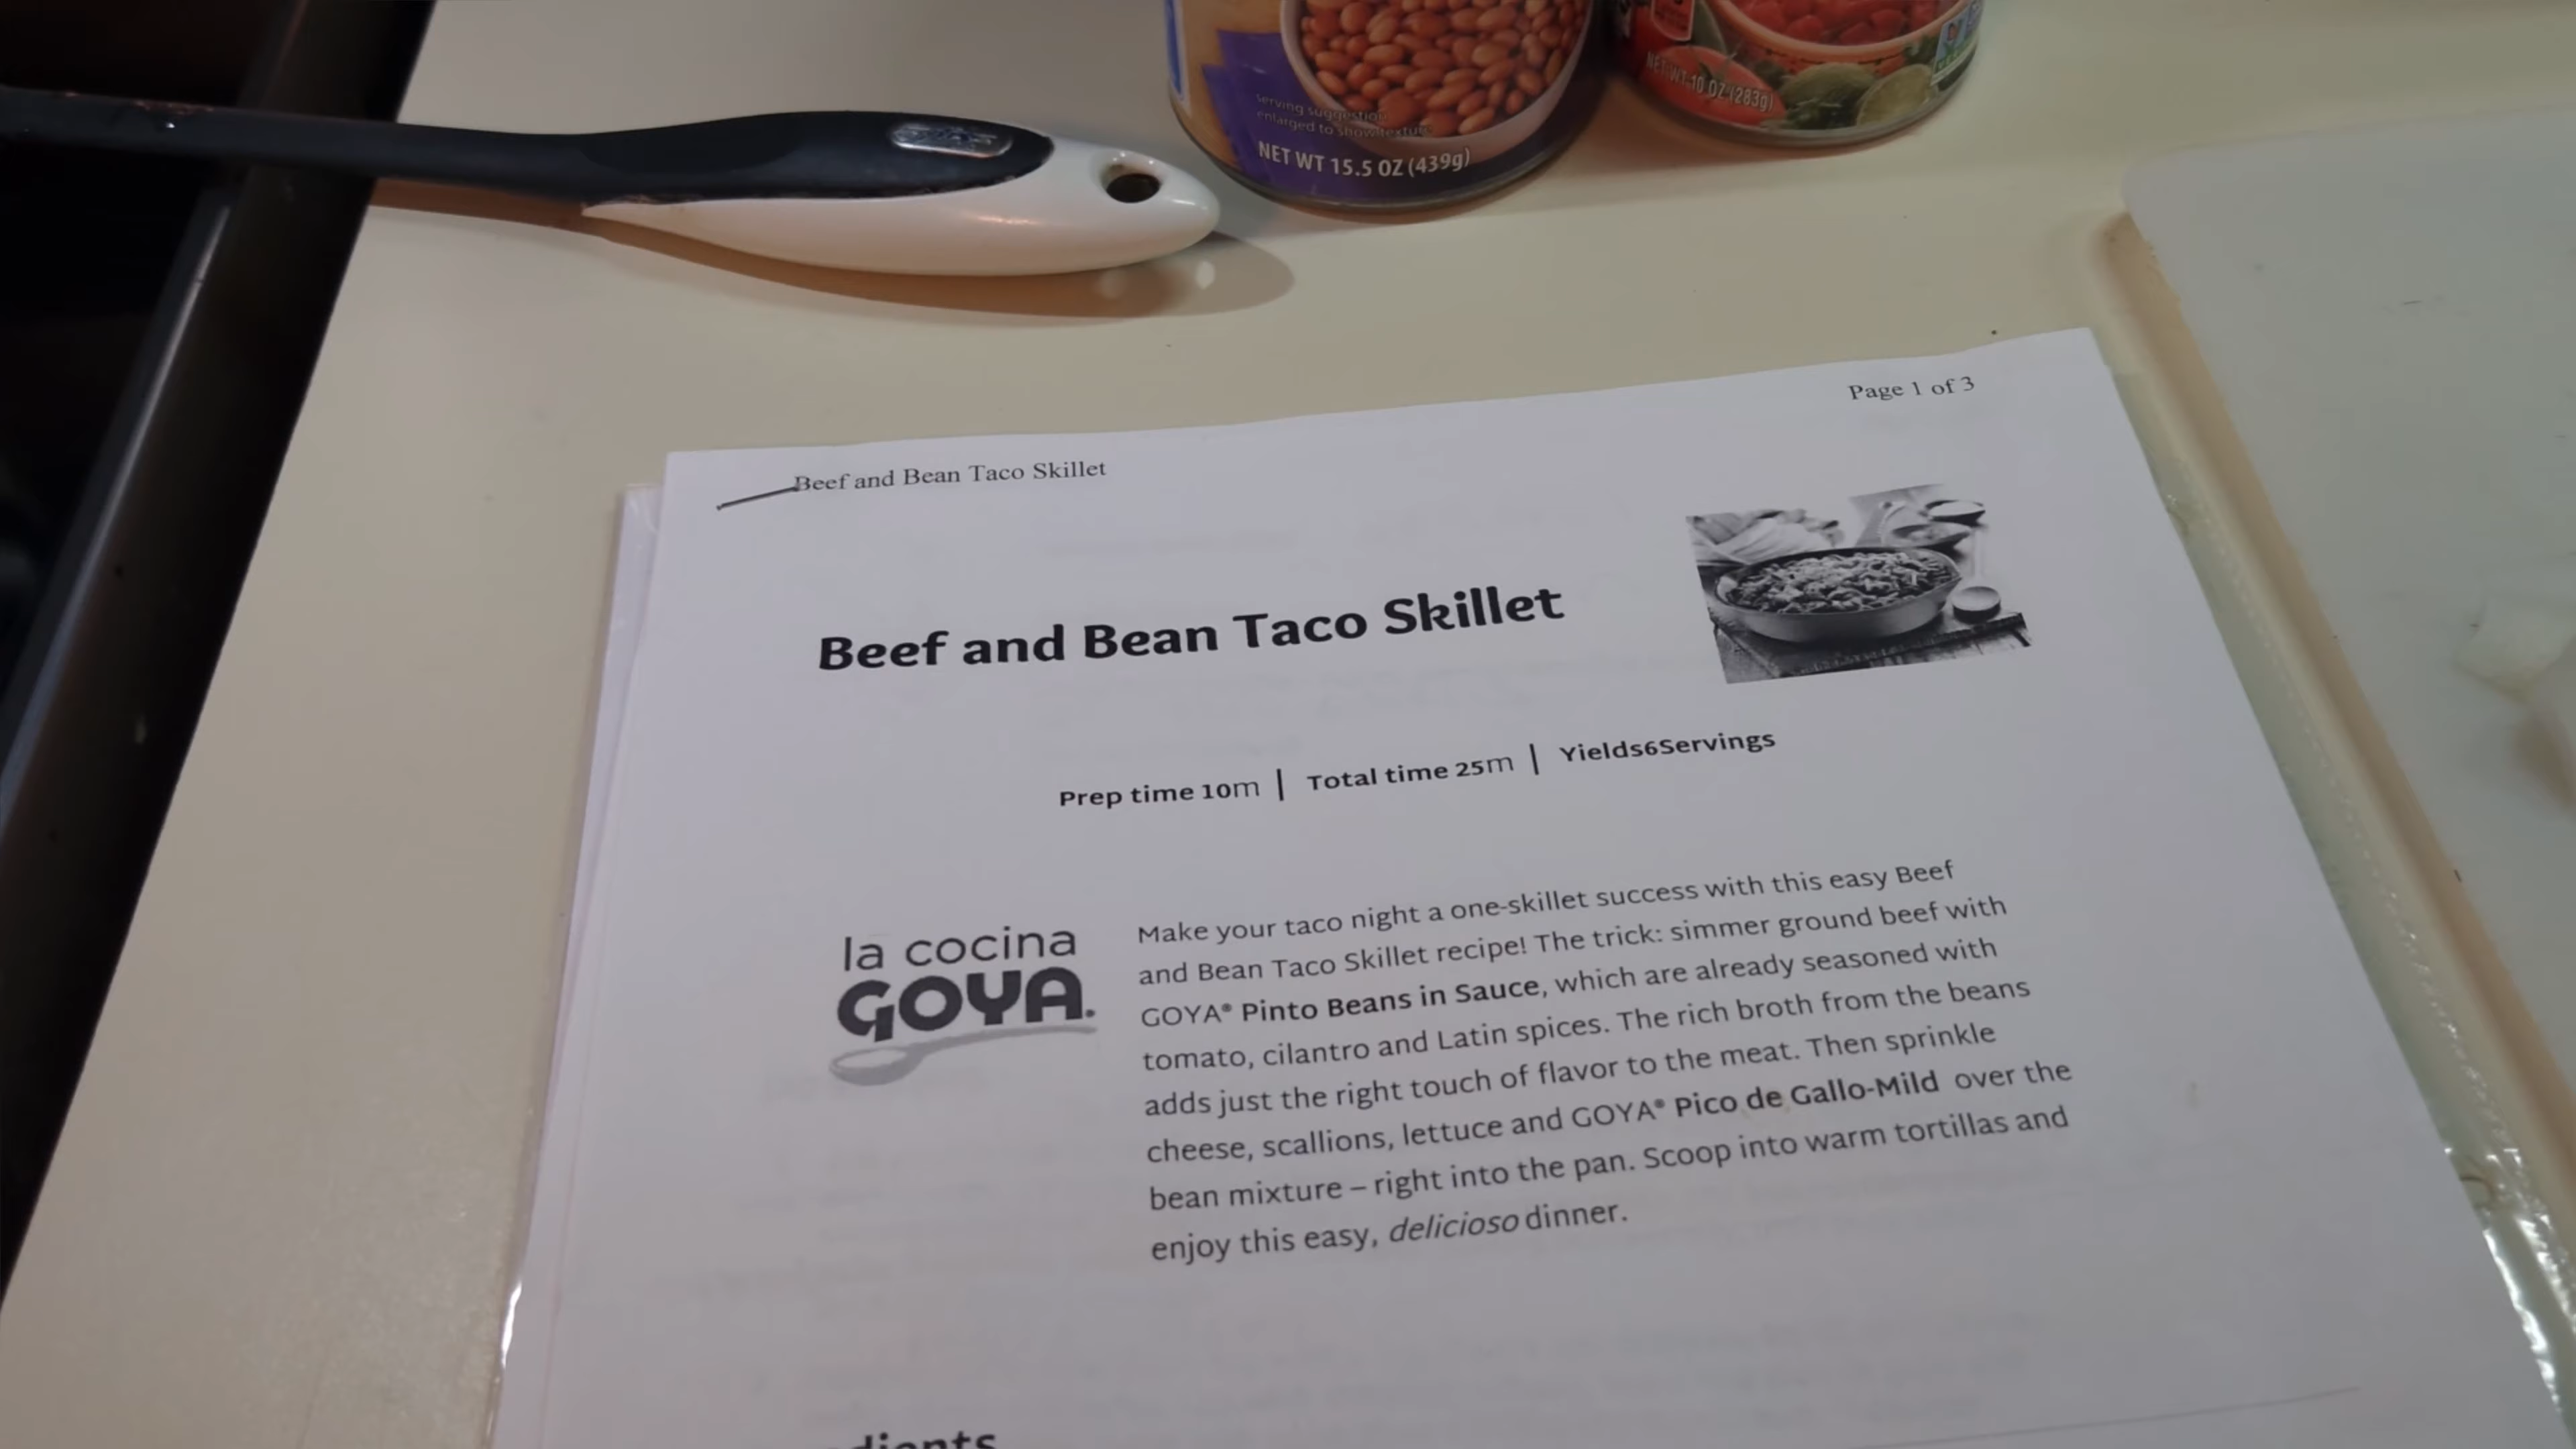 serving suggestion
enlarged to show texture
NET WT 15.5 OZ (439g)
NET WT 10 OZ (283g)
Page 1 of 3
Beef and Bean Taco Skillet
Beef and Bean Taco Skillet
Prep time 10m | Total time 25m | Yields6Servings
la cocina
GOYA.
Make your taco night a one-skillet success with this easy Beef
and Bean Taco Skillet recipe! The trick: simmer ground beef with
GOYA® Pinto Beans in Sauce, which are already seasoned with
tomato, cilantro and Latin spices. The rich broth from the beans
adds just the right touch of flavor to the meat. Then sprinkle
cheese, scallions, lettuce and GOYA® Pico de Gallo-Mild over the
bean mixture – right into the pan. Scoop into warm tortillas and
enjoy this easy, delicioso dinner.